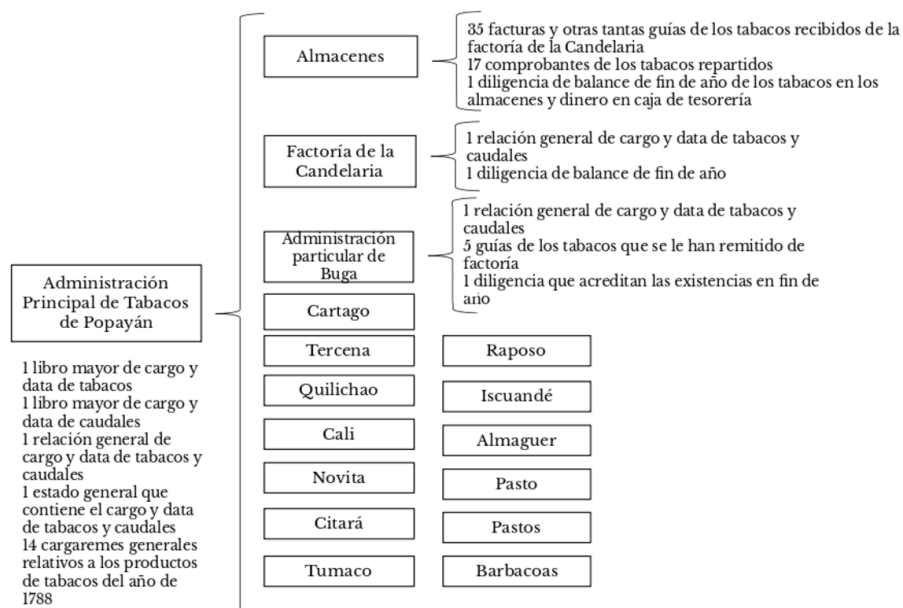 Administración
Principal de Tabacos
de Popayán
1 libro mayor de cargo y
data de tabacos
1 libro mayor de cargo y
data de caudales
1 relación general de
cargo y data de tabacos y
caudales
1 estado general que
contiene el cargo y data
de tabacos y caudales
14 cargaremes generales
relativos a los productos
de tabacos del año de
1788
Almacenes
35 facturas y otras tantas guías de los tabacos recibidos de la
factoría de la Candelaria
17 comprobantes de los tabacos repartidos
1 diligencia de balance de fin de año de los tabacos en los
almacenes y dinero en caja de tesorería
Factoría de la
Candelaria
1 relación general de cargo y data de tabacos y
caudales
1 diligencia de balance de fin de año
Administración
particular de
Buga
1 relación general de cargo y data de tabacos y
caudales
5 guías de los tabacos que se le han remitido de
factoría
1 diligencia que acreditan las existencias en fin de
año
Cartago
Tercena
Quilichao
Cali
Novita
Citará
Tumaco
Raposo
Iscuandé
Almaguer
Pasto
Pastos
Barbacoas